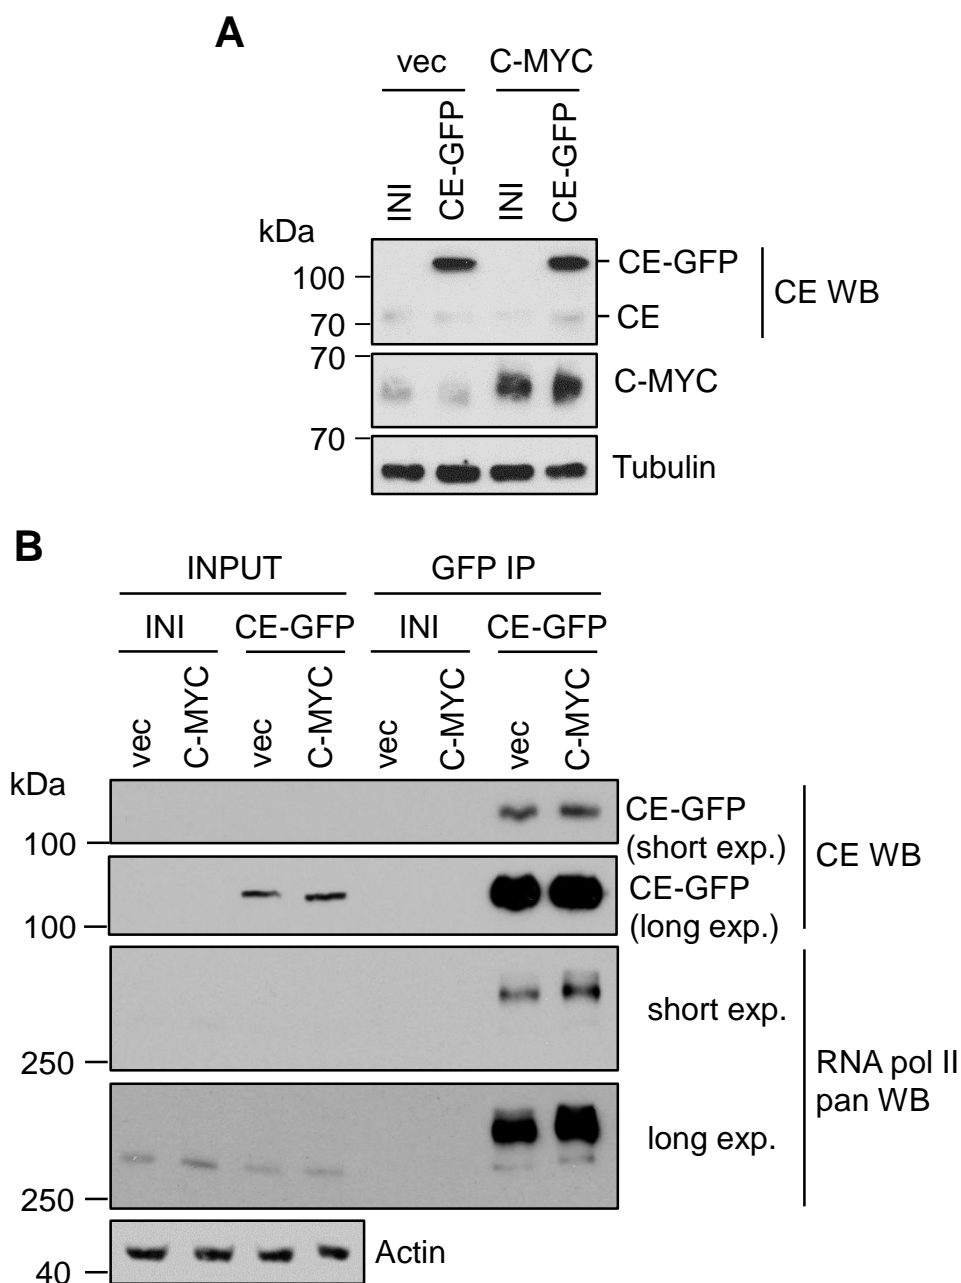 A
vec C-MYC
INI CE-GFP INI CE-GFP
kDa
100
70
CE-GFP
CE
CE WB
70
C-MYC
70
Tubulin
B
INPUT GFP IP
INI CE-GFP INI CE-GFP
vec C-MYC vec C-MYC vec C-MYC vec C-MYC
kDa
100
CE-GFP
(short exp.)
100
CE-GFP
(long exp.)
CE WB
250
short exp.
250
long exp.
RNA pol II
pan WB
40
Actin